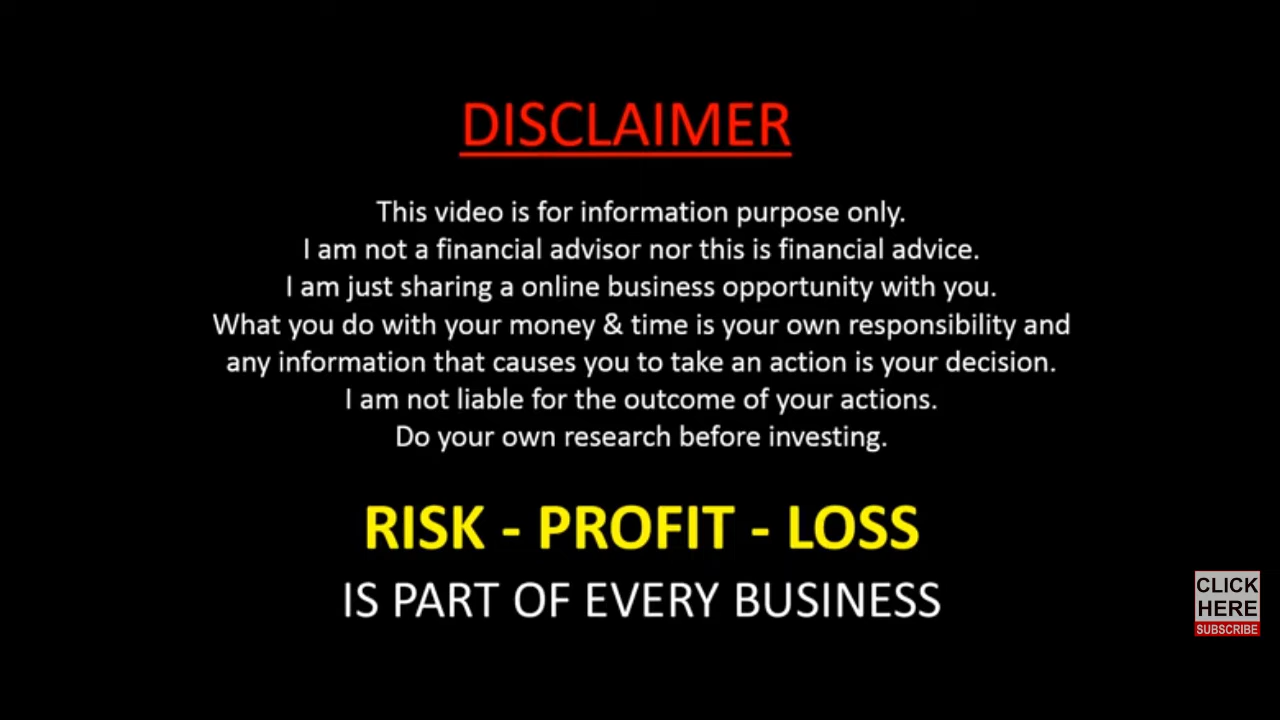 DISCLAIMER
This video is for information purpose only.
I am not a financial advisor nor this is financial advice.
I am just sharing a online business opportunity with you.
What you do with your money & time is your own responsibility and
any information that causes you to take an action is your decision.
I am not liable for the outcome of your actions.
Do your own research before investing.
RISK - PROFIT - LOSS
IS PART OF EVERY BUSINESS
CLICK
HERE
SUBSCRIBE